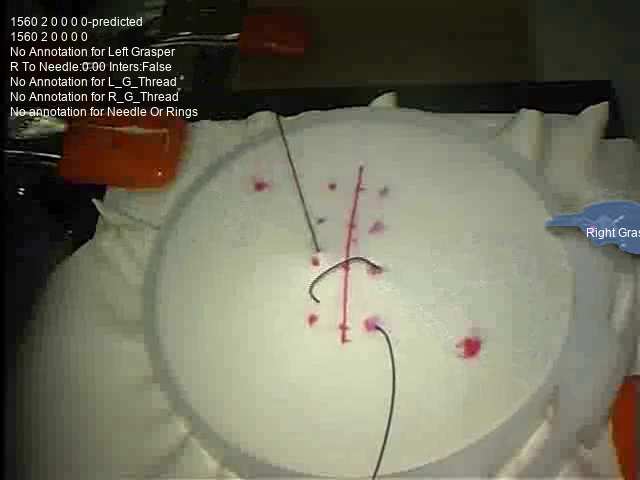 1560 2 0 0 0 0-predicted
1560 2 0 0 0 0
No Annotation for Left Grasper
R To Needle:0.00 Inters:False
No Annotation for L_G_Thread
No Annotation for R_G_Thread
No annotation for Needle Or Rings
Right Gras